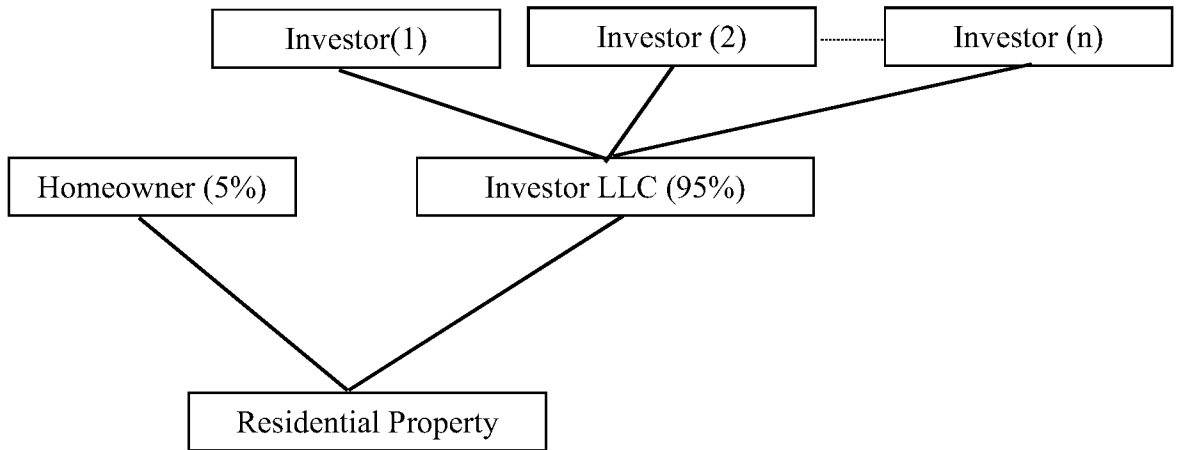 Investor(1)
Investor (2)
Investor (n)
Homeowner (5%)
Investor LLC (95%)
Residential Property